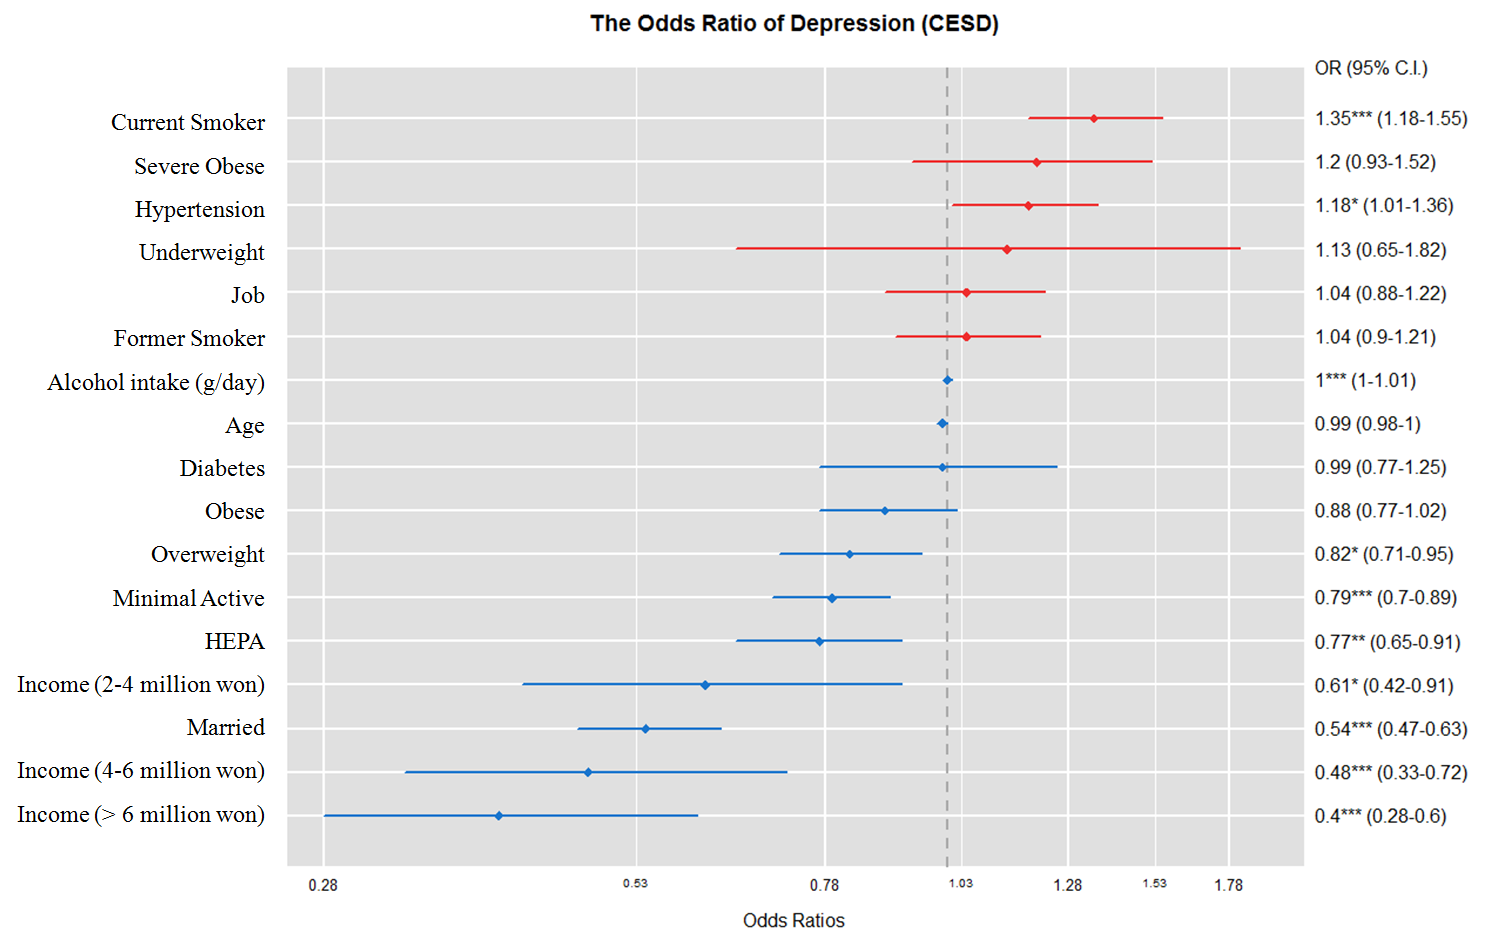 The Odds Ratio of Depression (CESD)
OR (95% C.I.)
Current Smoker 1.35*** (1.18-1.55)
Severe Obese 1.2 (0.93-1.52)
Hypertension 1.18* (1.01-1.36)
Underweight 1.13 (0.65-1.82)
Job 1.04 (0.88-1.22)
Former Smoker 1.04 (0.9-1.21)
Alcohol intake (g/day) 1*** (1-1.01)
Age 0.99 (0.98-1)
Diabetes 0.99 (0.77-1.25)
Obese 0.88 (0.77-1.02)
Overweight 0.82* (0.71-0.95)
Minimal Active 0.79*** (0.7-0.89)
HEPA 0.77** (0.65-0.91)
Income (2-4 million won) 0.61* (0.42-0.91)
Married 0.54*** (0.47-0.63)
Income (4-6 million won) 0.48*** (0.33-0.72)
Income (> 6 million won) 0.4*** (0.28-0.6)
0.28 0.53 0.78 1.03 1.28 1.53 1.78
Odds Ratios